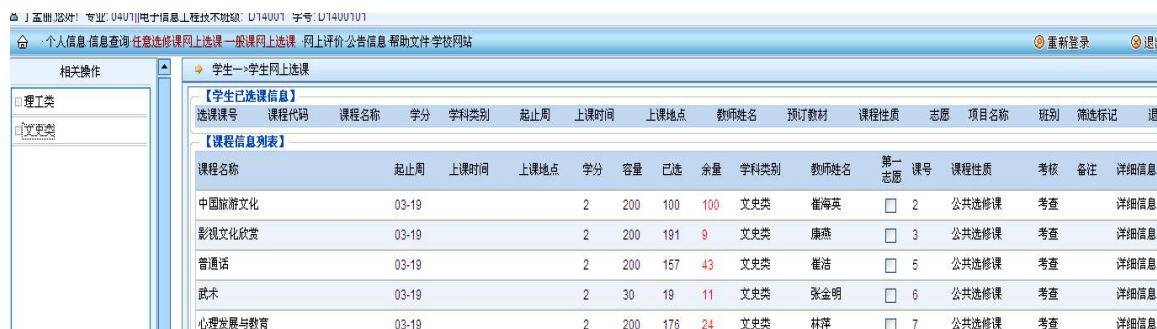 丁孟丽,您好! 专业: 0401||电子信息工程技术班级: D14001 学号: D1400101
个人信息 信息查询 任意选修课网上选课 一般课网上选课 网上评价 公告信息 帮助文件 学校网站 重新登录
相关操作 学生—>学生网上选课
理工类
文史类
【学生已选课信息】
选课课号 课程代码 课程名称 学分 学科类别 起止周 上课时间 上课地点 教师姓名 预订教材 课程性质 志愿 项目名称 班别 筛选标记
【课程信息列表】
课程名称 起止周 上课时间 上课地点 学分 容量 已选 余量 学科类别 教师姓名 第一志愿 课号 课程性质 考核 备注 详细信息
中国旅游文化 03-19 2 200 100 100 文史类 崔海英 2 公共选修课 考查 详细信息
影视文化欣赏 03-19 2 200 191 9 文史类 康燕 3 公共选修课 考查 详细信息
普通话 03-19 2 200 157 43 文史类 崔洁 5 公共选修课 考查 详细信息
武术 03-19 2 30 19 11 文史类 张金明 6 公共选修课 考查 详细信息
心理发展与教育 03-19 2 200 176 24 文史类 林萍 7 公共选修课 考查 详细信息